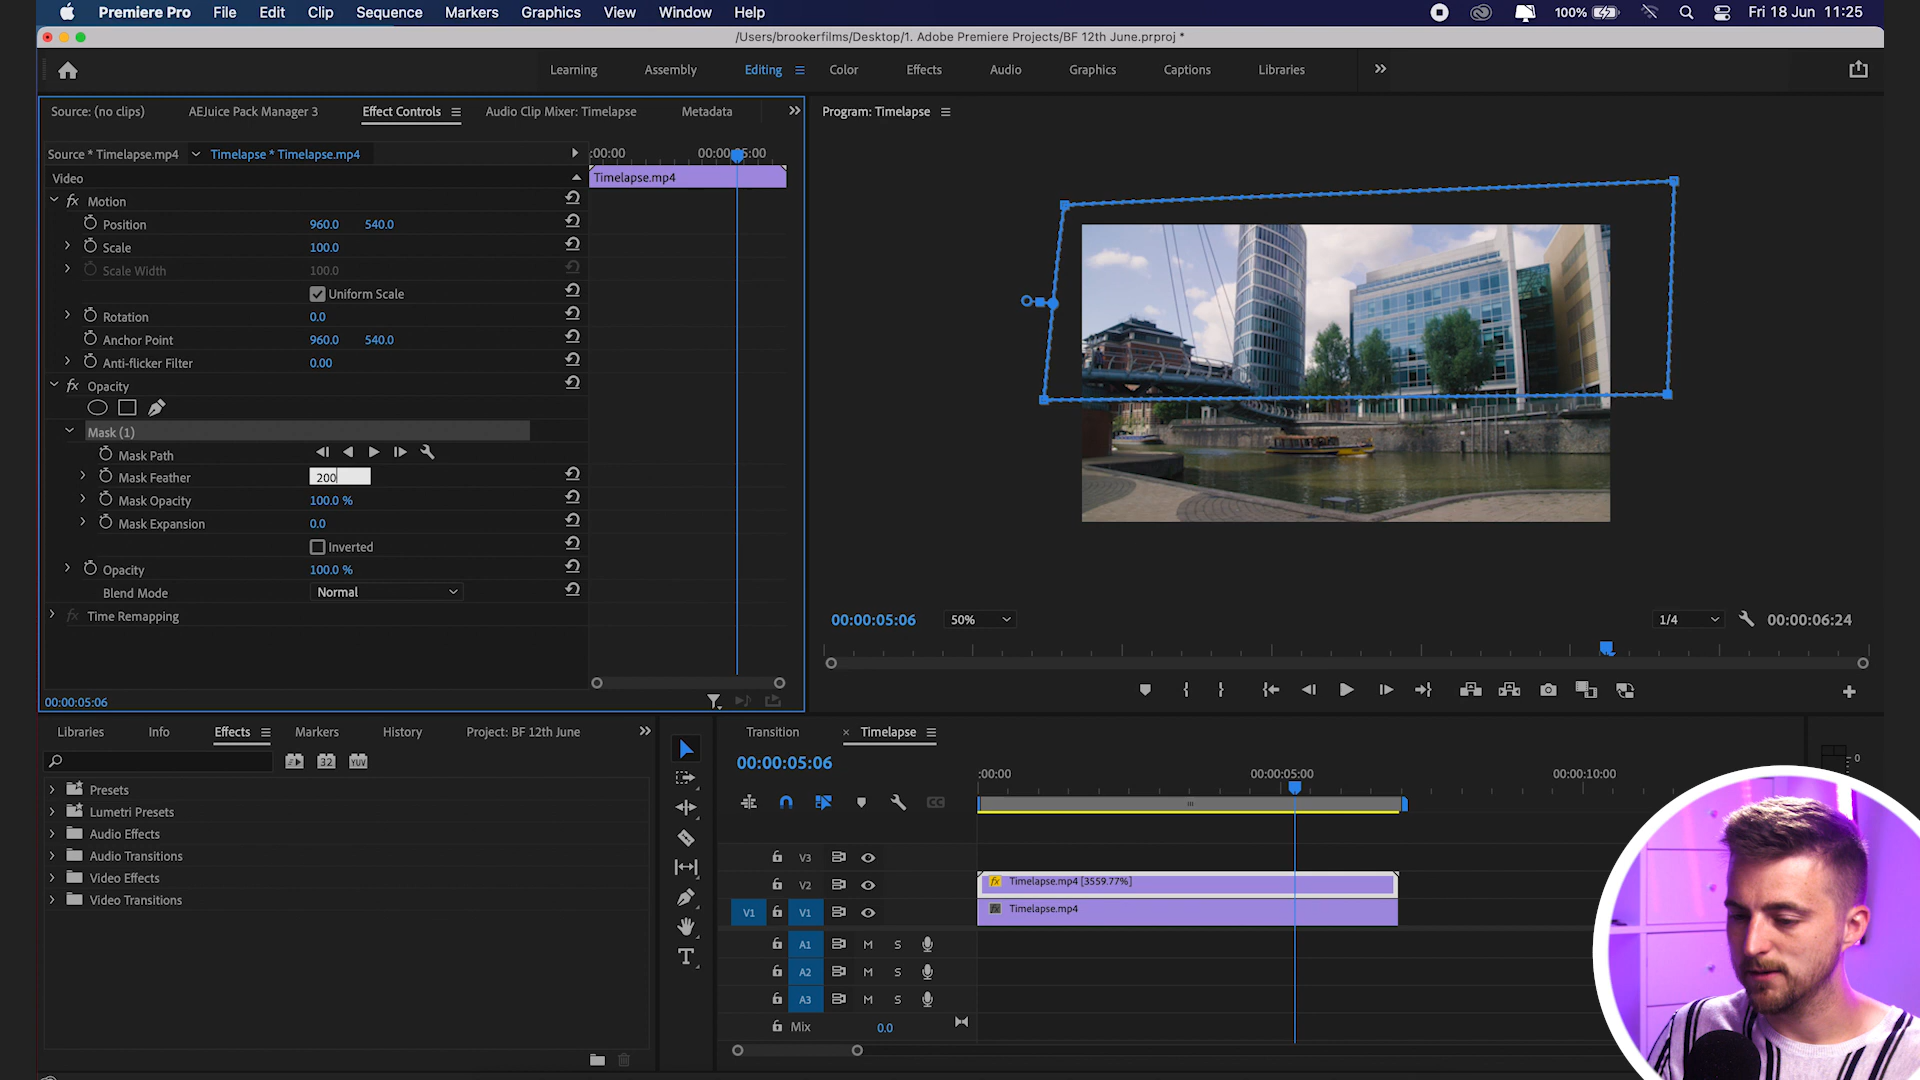 Premiere Pro File Edit Clip Sequence Markers Graphics View Window Help 100% Fri 18 Jun 11:25
/Users/brookerfilms/Desktop/1. Adobe Premiere Projects/BF 12th June.prproj *
Learning Assembly Editing Color Effects Audio Graphics Captions Libraries
Source: (no clips) AEJuice Pack Manager 3 Effect Controls Audio Clip Mixer: Timelapse Metadata
Program: Timelapse
Source * Timelapse.mp4 Timelapse * Timelapse.mp4
:00:00 00:00:05:00
Video
Timelapse.mp4
fx Motion
Position 960.0 540.0
Scale 100.0
Scale Width 100.0
Uniform Scale
Rotation 0.0
Anchor Point 960.0 540.0
Anti-flicker Filter 0.00
fx Opacity
Mask (1)
Mask Path
Mask Feather 200
Mask Opacity 100.0 %
Mask Expansion 0.0
Inverted
Opacity 100.0 %
Blend Mode Normal
fx Time Remapping
00:00:05:06
00:00:05:06 50% 1/4 00:00:06:24
Libraries Info Effects Markers History Project: BF 12th June
32 YUV
Presets
Lumetri Presets
Audio Effects
Audio Transitions
Video Effects
Video Transitions
Transition × Timelapse
00:00:05:06
:00:00 00:00:05:00 00:00:10:00
CC
V3
V2 fx Timelapse.mp4 [3559.77%]
V1 V1 fx Timelapse.mp4
A1 M S
A2 M S
A3 M S
Mix 0.0
T
0